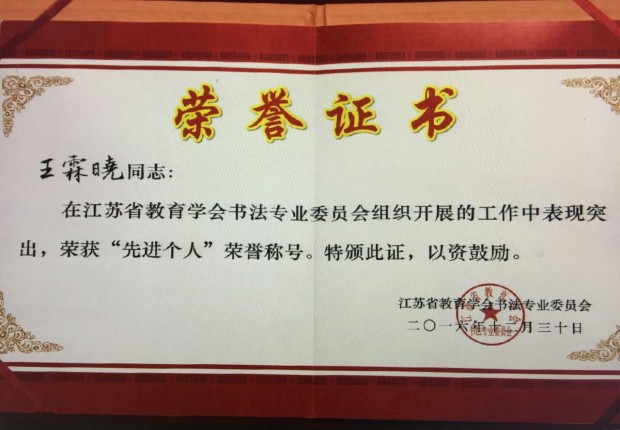 荣誉证书
王霖晓同志：
在江苏省教育学会书法专业委员会组织开展的工作中表现突
出，荣获“先进个人”荣誉称号。特颁此证，以资鼓励。
江苏省教育学会书法专业委员会
二〇一六年十一月三十日